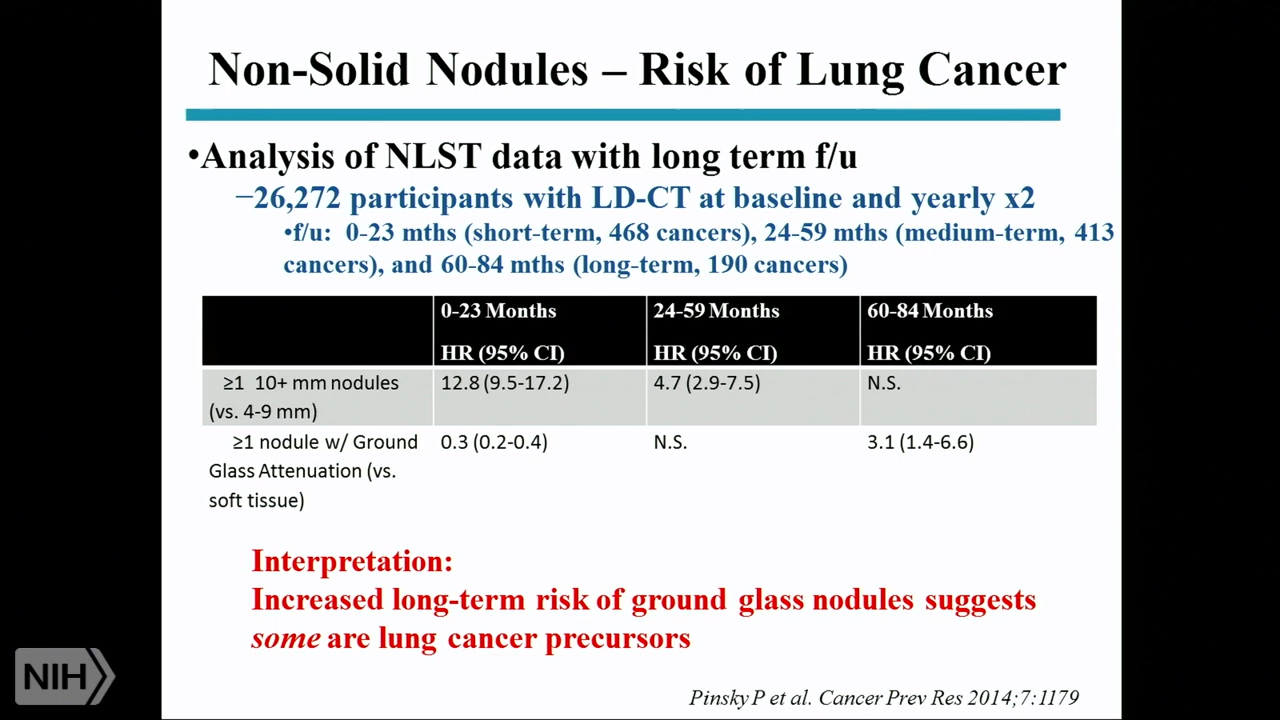 Non-Solid Nodules – Risk of Lung Cancer
•Analysis of NLST data with long term f/u
–26,272 participants with LD-CT at baseline and yearly x2
•f/u: 0-23 mths (short-term, 468 cancers), 24-59 mths (medium-term, 413
cancers), and 60-84 mths (long-term, 190 cancers)
0-23 Months 24-59 Months 60-84 Months
HR (95% CI) HR (95% CI) HR (95% CI)
≥1 10+ mm nodules 12.8 (9.5-17.2) 4.7 (2.9-7.5) N.S.
(vs. 4-9 mm)
≥1 nodule w/ Ground 0.3 (0.2-0.4) N.S. 3.1 (1.4-6.6)
Glass Attenuation (vs.
soft tissue)
Interpretation:
Increased long-term risk of ground glass nodules suggests
some are lung cancer precursors
NIH
Pinsky P et al. Cancer Prev Res 2014;7:1179